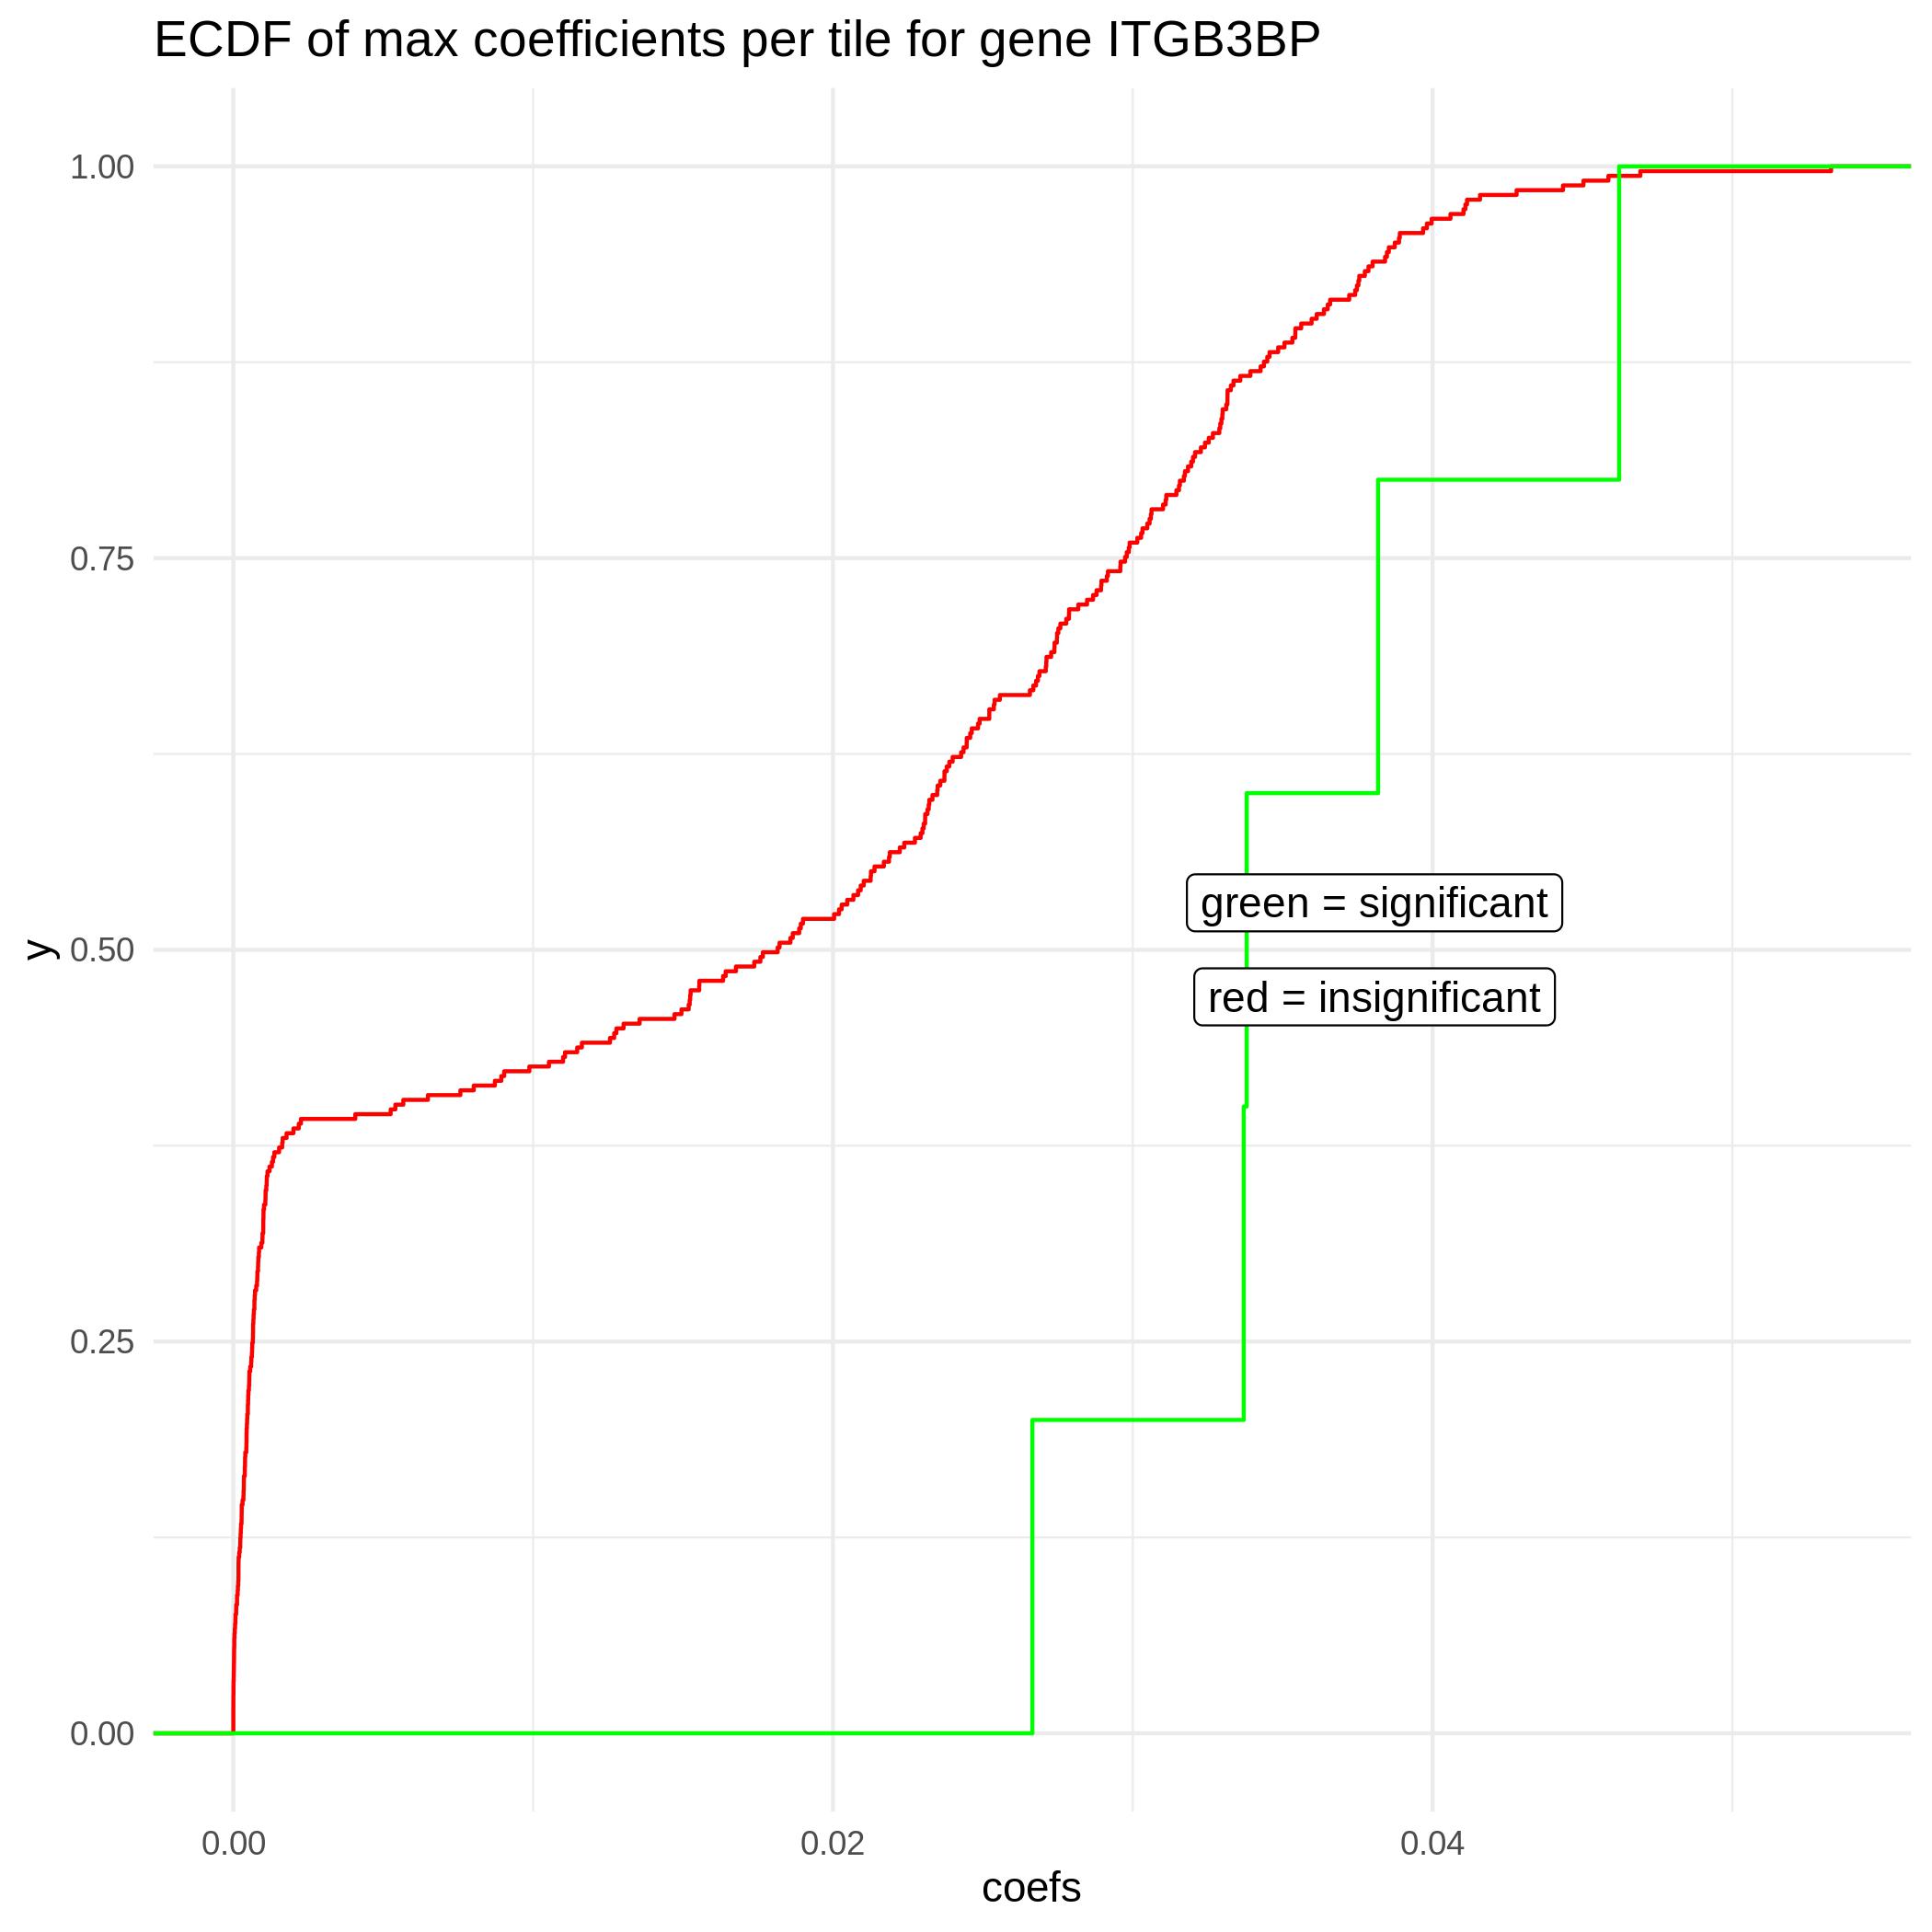 ECDF of max coefficients per tile for gene ITGB3BP
1.00
0.75
green = significant
y
0.50
red = insignificant
0.25
0.00
0.00
0.02
0.04
coefs